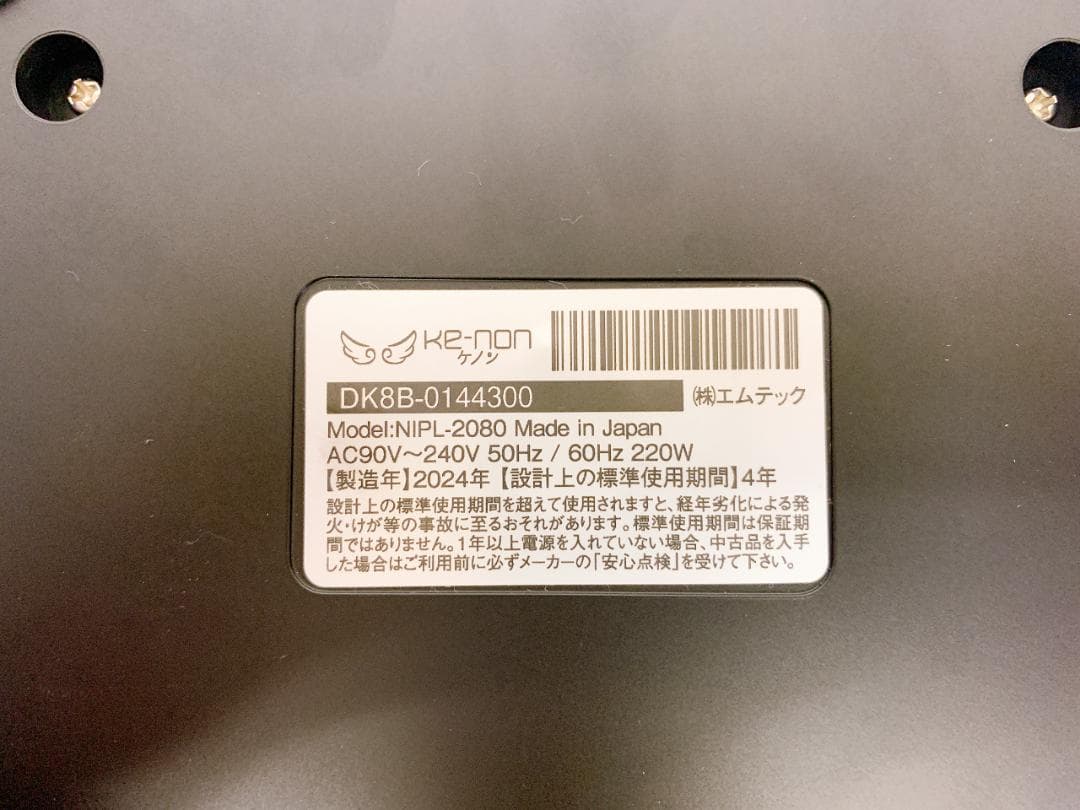 ke-non
ケノン
DK8B-0144300
㈱エムテック
Model:NIPL-2080 Made in Japan
AC90V～240V 50Hz / 60Hz 220W
【製造年】2024年【設計上の標準使用期間】4年
設計上の標準使用期間を超えて使用されますと、経年劣化による発
火・けが等の事故に至るおそれがあります。標準使用期間は保証期
間ではありません。1年以上電源を入れていない場合、中古品を入手
した場合はご利用前に必ずメーカーの「安心点検」を受けて下さい。